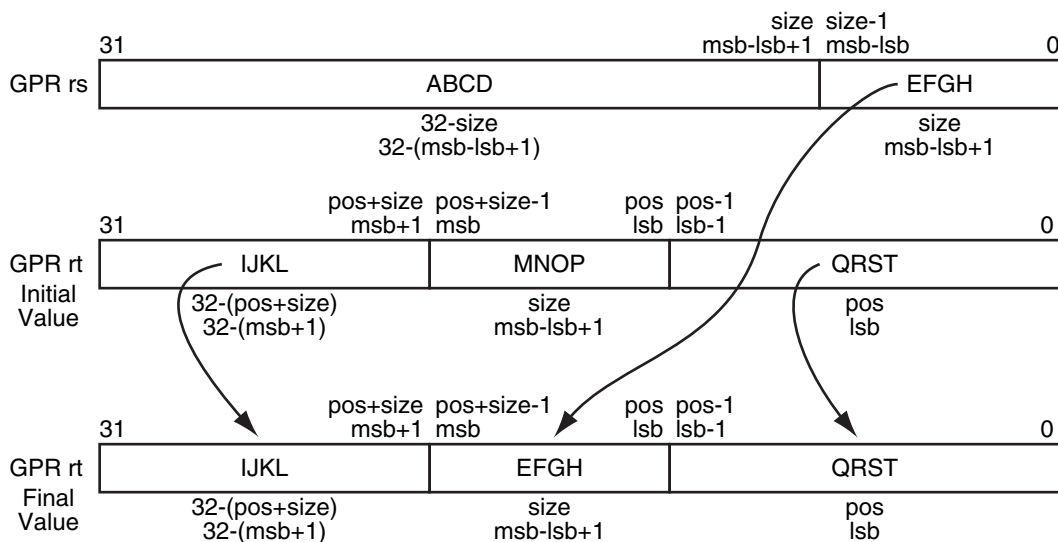 size size-1
31 msb-lsb+1 msb-lsb 0
GPR rs ABCD EFGH
32-size size
32-(msb-lsb+1) msb-lsb+1
pos+size pos+size-1 pos pos-1
31 msb+1 msb lsb lsb-1 0
GPR rt IJKL MNOP QRST
Initial 32-(pos+size) size pos
Value 32-(msb+1) msb-lsb+1 lsb
pos+size pos+size-1 pos pos-1
31 msb+1 msb lsb lsb-1 0
GPR rt IJKL EFGH QRST
Final 32-(pos+size) size pos
Value 32-(msb+1) msb-lsb+1 lsb